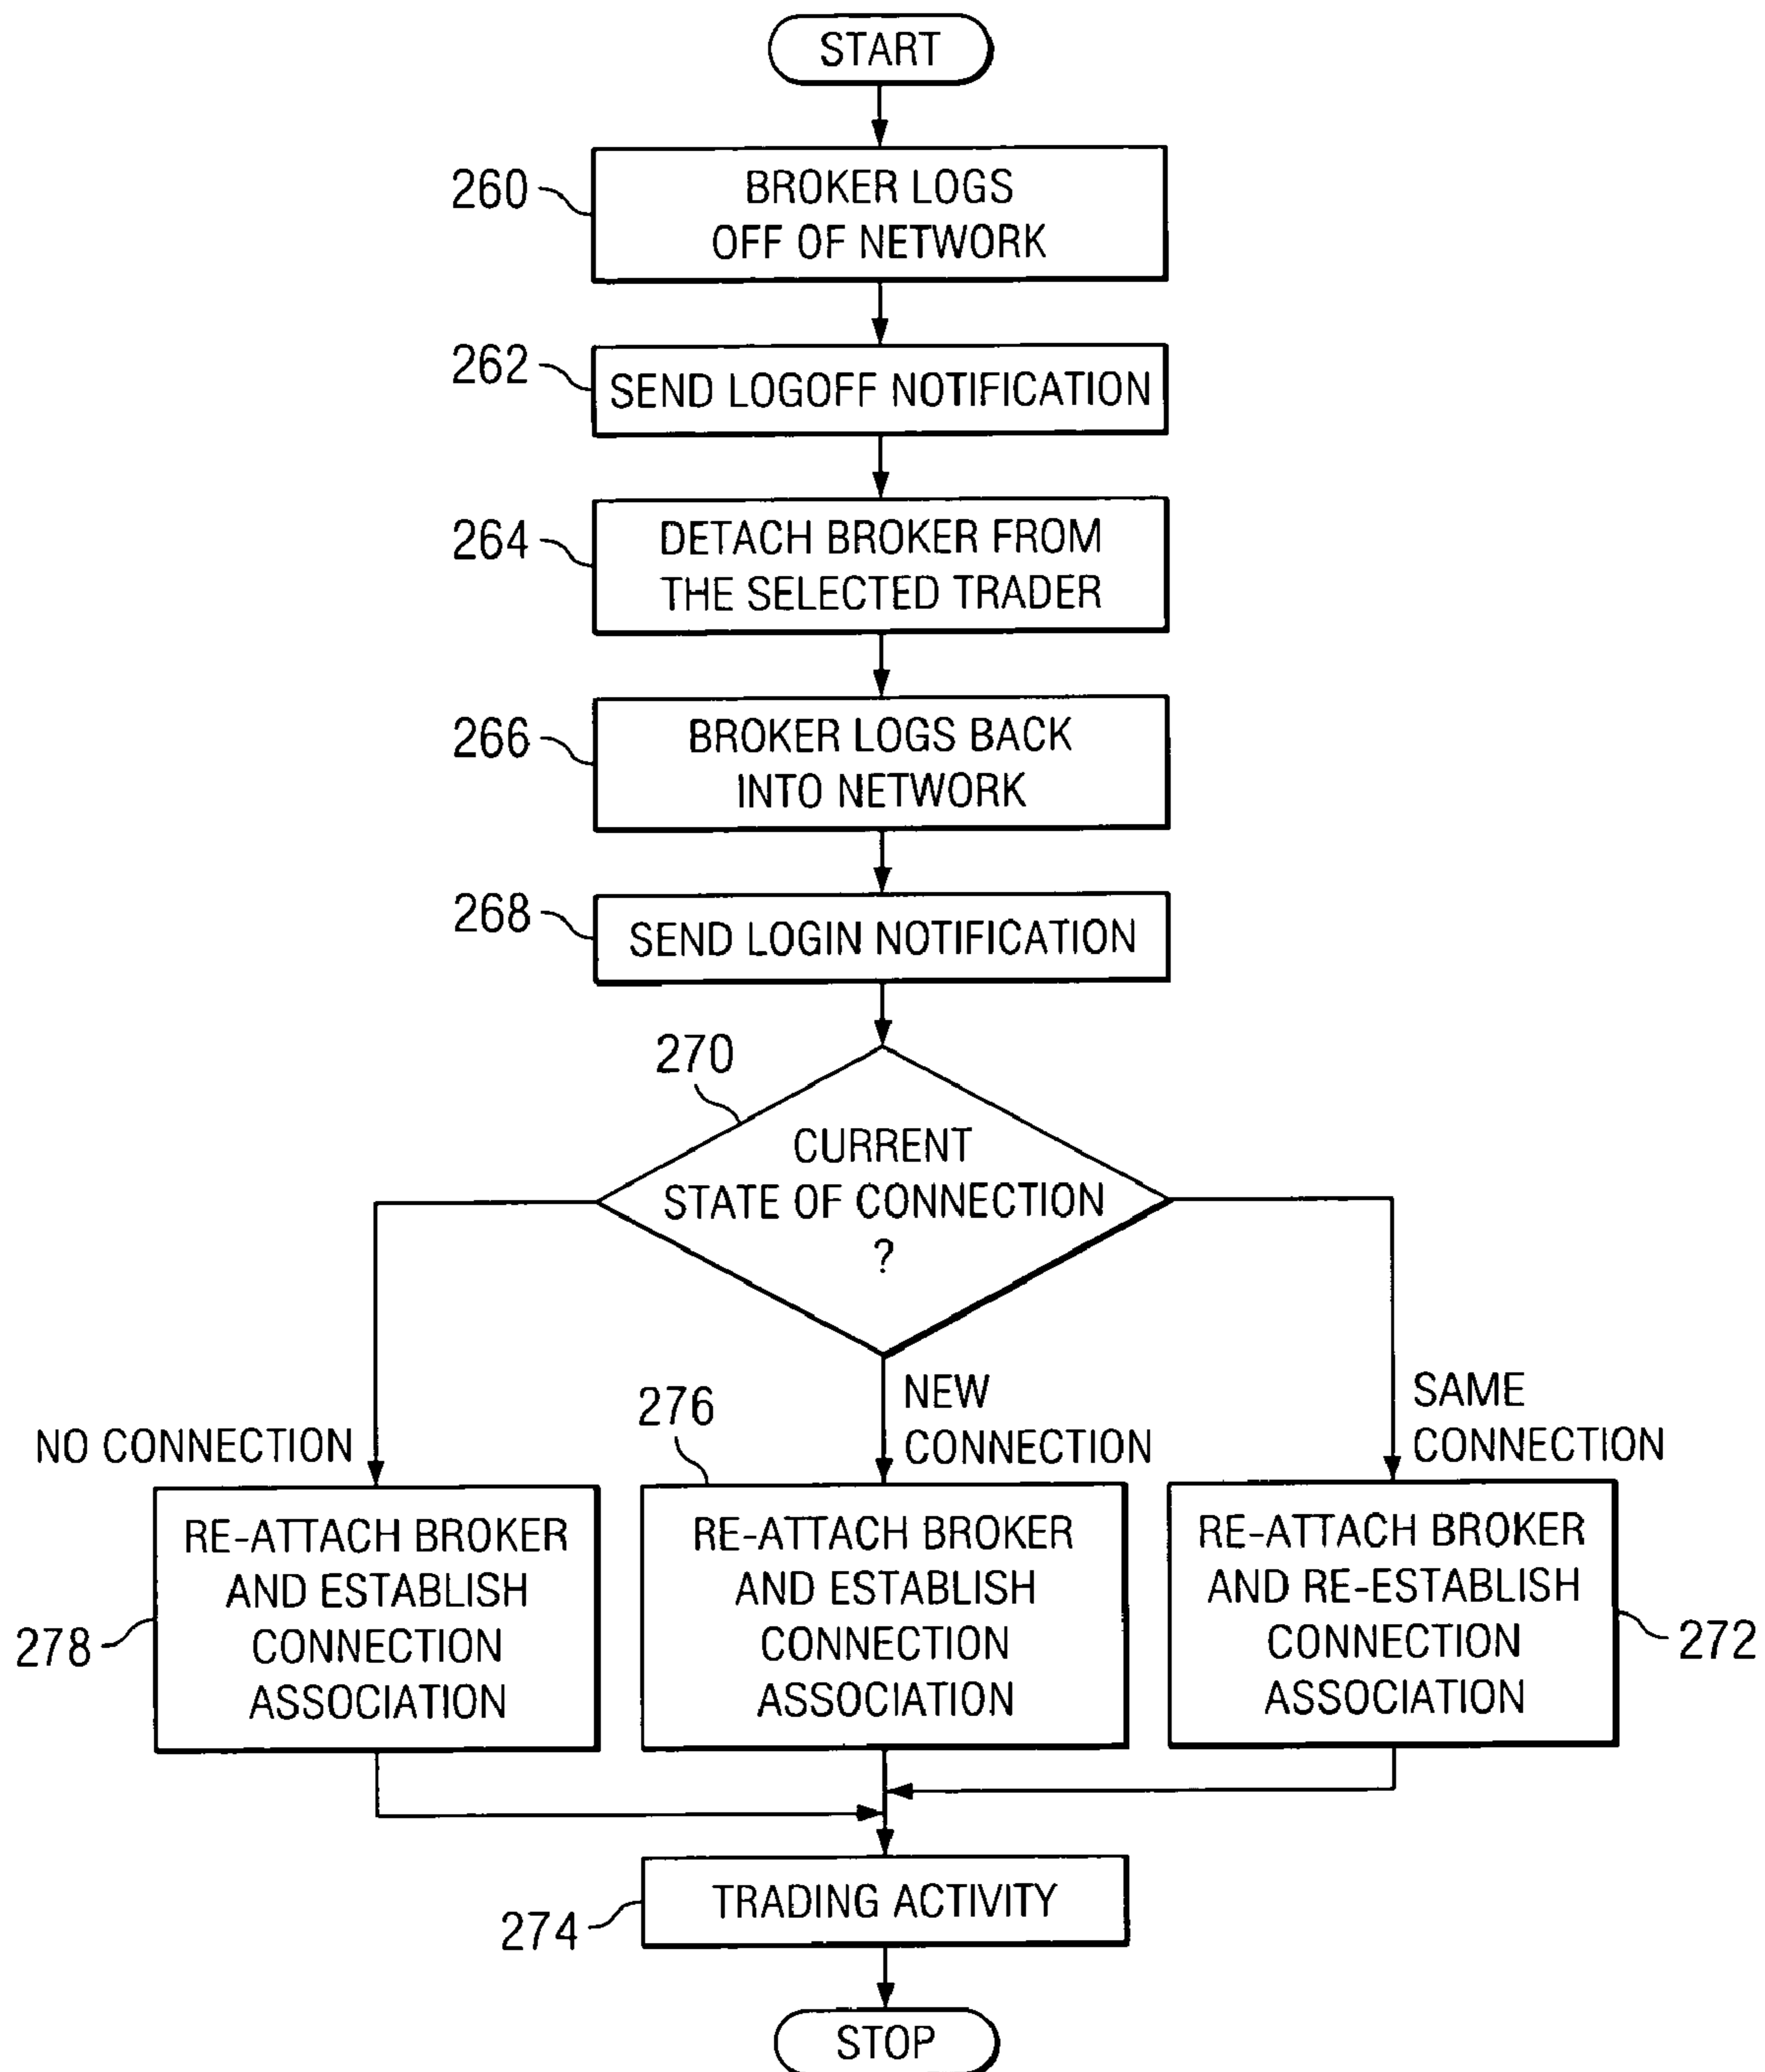 START
260
BROKER LOGS
OFF OF NETWORK
262
SEND LOGOFF NOTIFICATION
264
DETACH BROKER FROM
THE SELECTED TRADER
266
BROKER LOGS BACK
INTO NETWORK
268
SEND LOGIN NOTIFICATION
270
CURRENT
STATE OF CONNECTION
?
NO CONNECTION
276
NEW
CONNECTION
SAME
CONNECTION
278
RE-ATTACH BROKER
AND ESTABLISH
CONNECTION
ASSOCIATION
RE-ATTACH BROKER
AND ESTABLISH
CONNECTION
ASSOCIATION
RE-ATTACH BROKER
AND RE-ESTABLISH
CONNECTION
ASSOCIATION
272
274
TRADING ACTIVITY
STOP